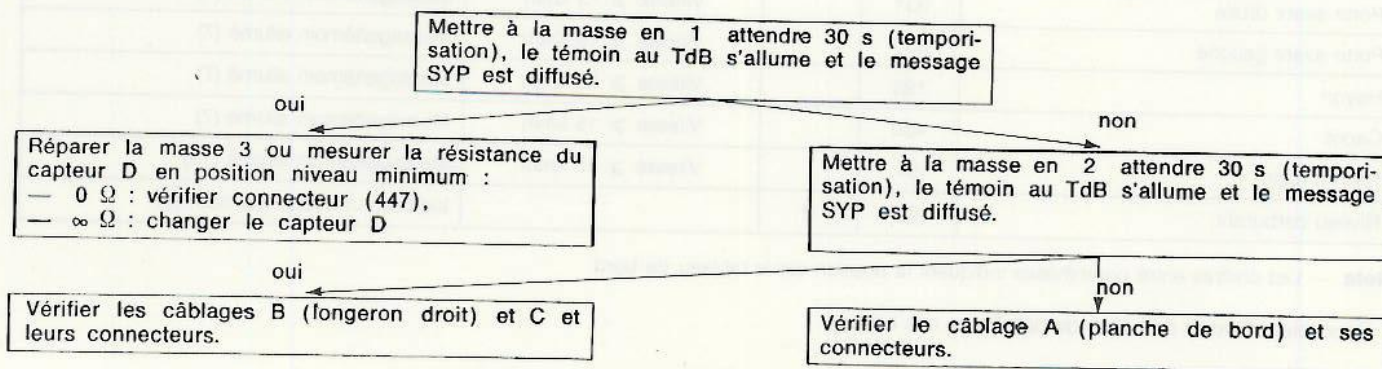 Mettre à la masse en 1 attendre 30 s (tempori-
sation), le témoin au TdB s'allume et le message
SYP est diffusé.
oui
non
Réparer la masse 3 ou mesurer la résistance du
capteur D en position niveau minimum :
— 0 Ω : vérifier connecteur (447),
— ∞ Ω : changer le capteur D
Mettre à la masse en 2 attendre 30 s (tempori-
sation), le témoin au TdB s'allume et le message
SYP est diffusé.
oui
non
Vérifier les câblages B (longeron droit) et C et
leurs connecteurs.
Vérifier le câblage A (planche de bord) et ses
connecteurs.